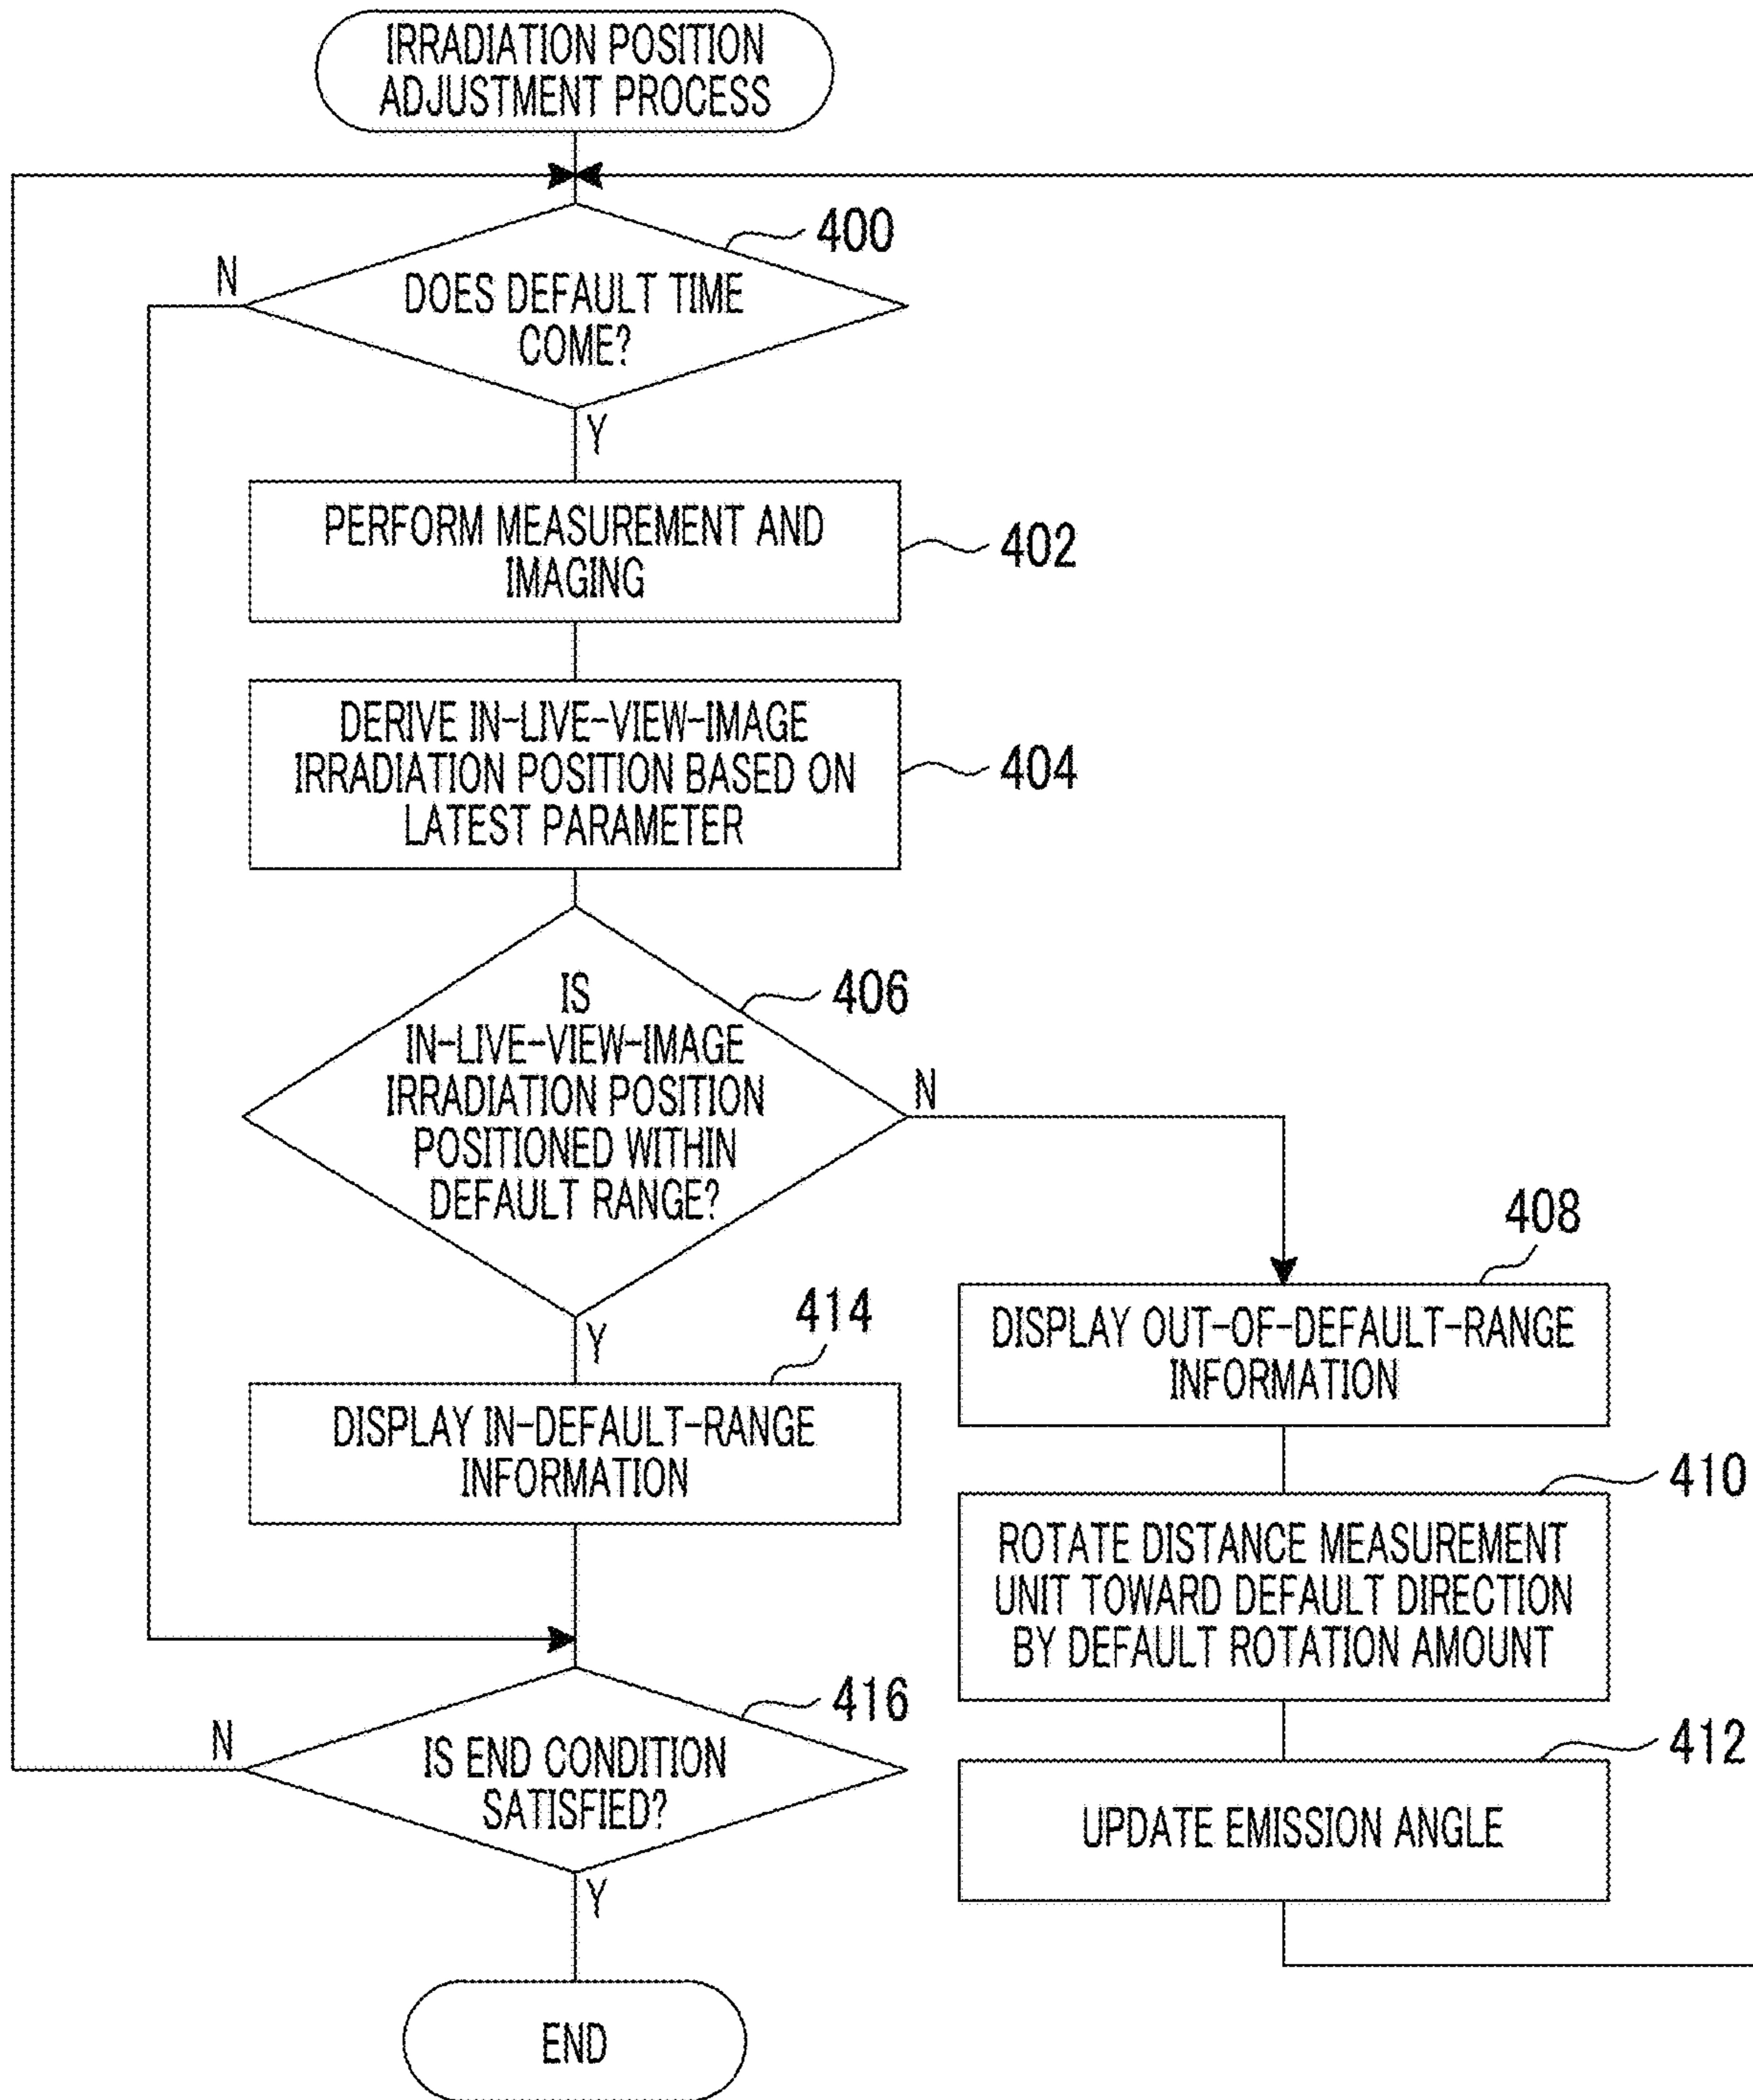 IRRADIATION POSITION
ADJUSTMENT PROCESS
400
N
DOES DEFAULT TIME
COME?
Y
PERFORM MEASUREMENT AND
IMAGING
402
DERIVE IN-LIVE-VIEW-IMAGE
IRRADIATION POSITION BASED ON
LATEST PARAMETER
404
406
IS
IN-LIVE-VIEW-IMAGE
IRRADIATION POSITION
POSITIONED WITHIN
DEFAULT RANGE?
N
Y
408
DISPLAY OUT-OF-DEFAULT-RANGE
INFORMATION
410
ROTATE DISTANCE MEASUREMENT
UNIT TOWARD DEFAULT DIRECTION
BY DEFAULT ROTATION AMOUNT
412
UPDATE EMISSION ANGLE
414
DISPLAY IN-DEFAULT-RANGE
INFORMATION
416
N
IS END CONDITION
SATISFIED?
Y
END